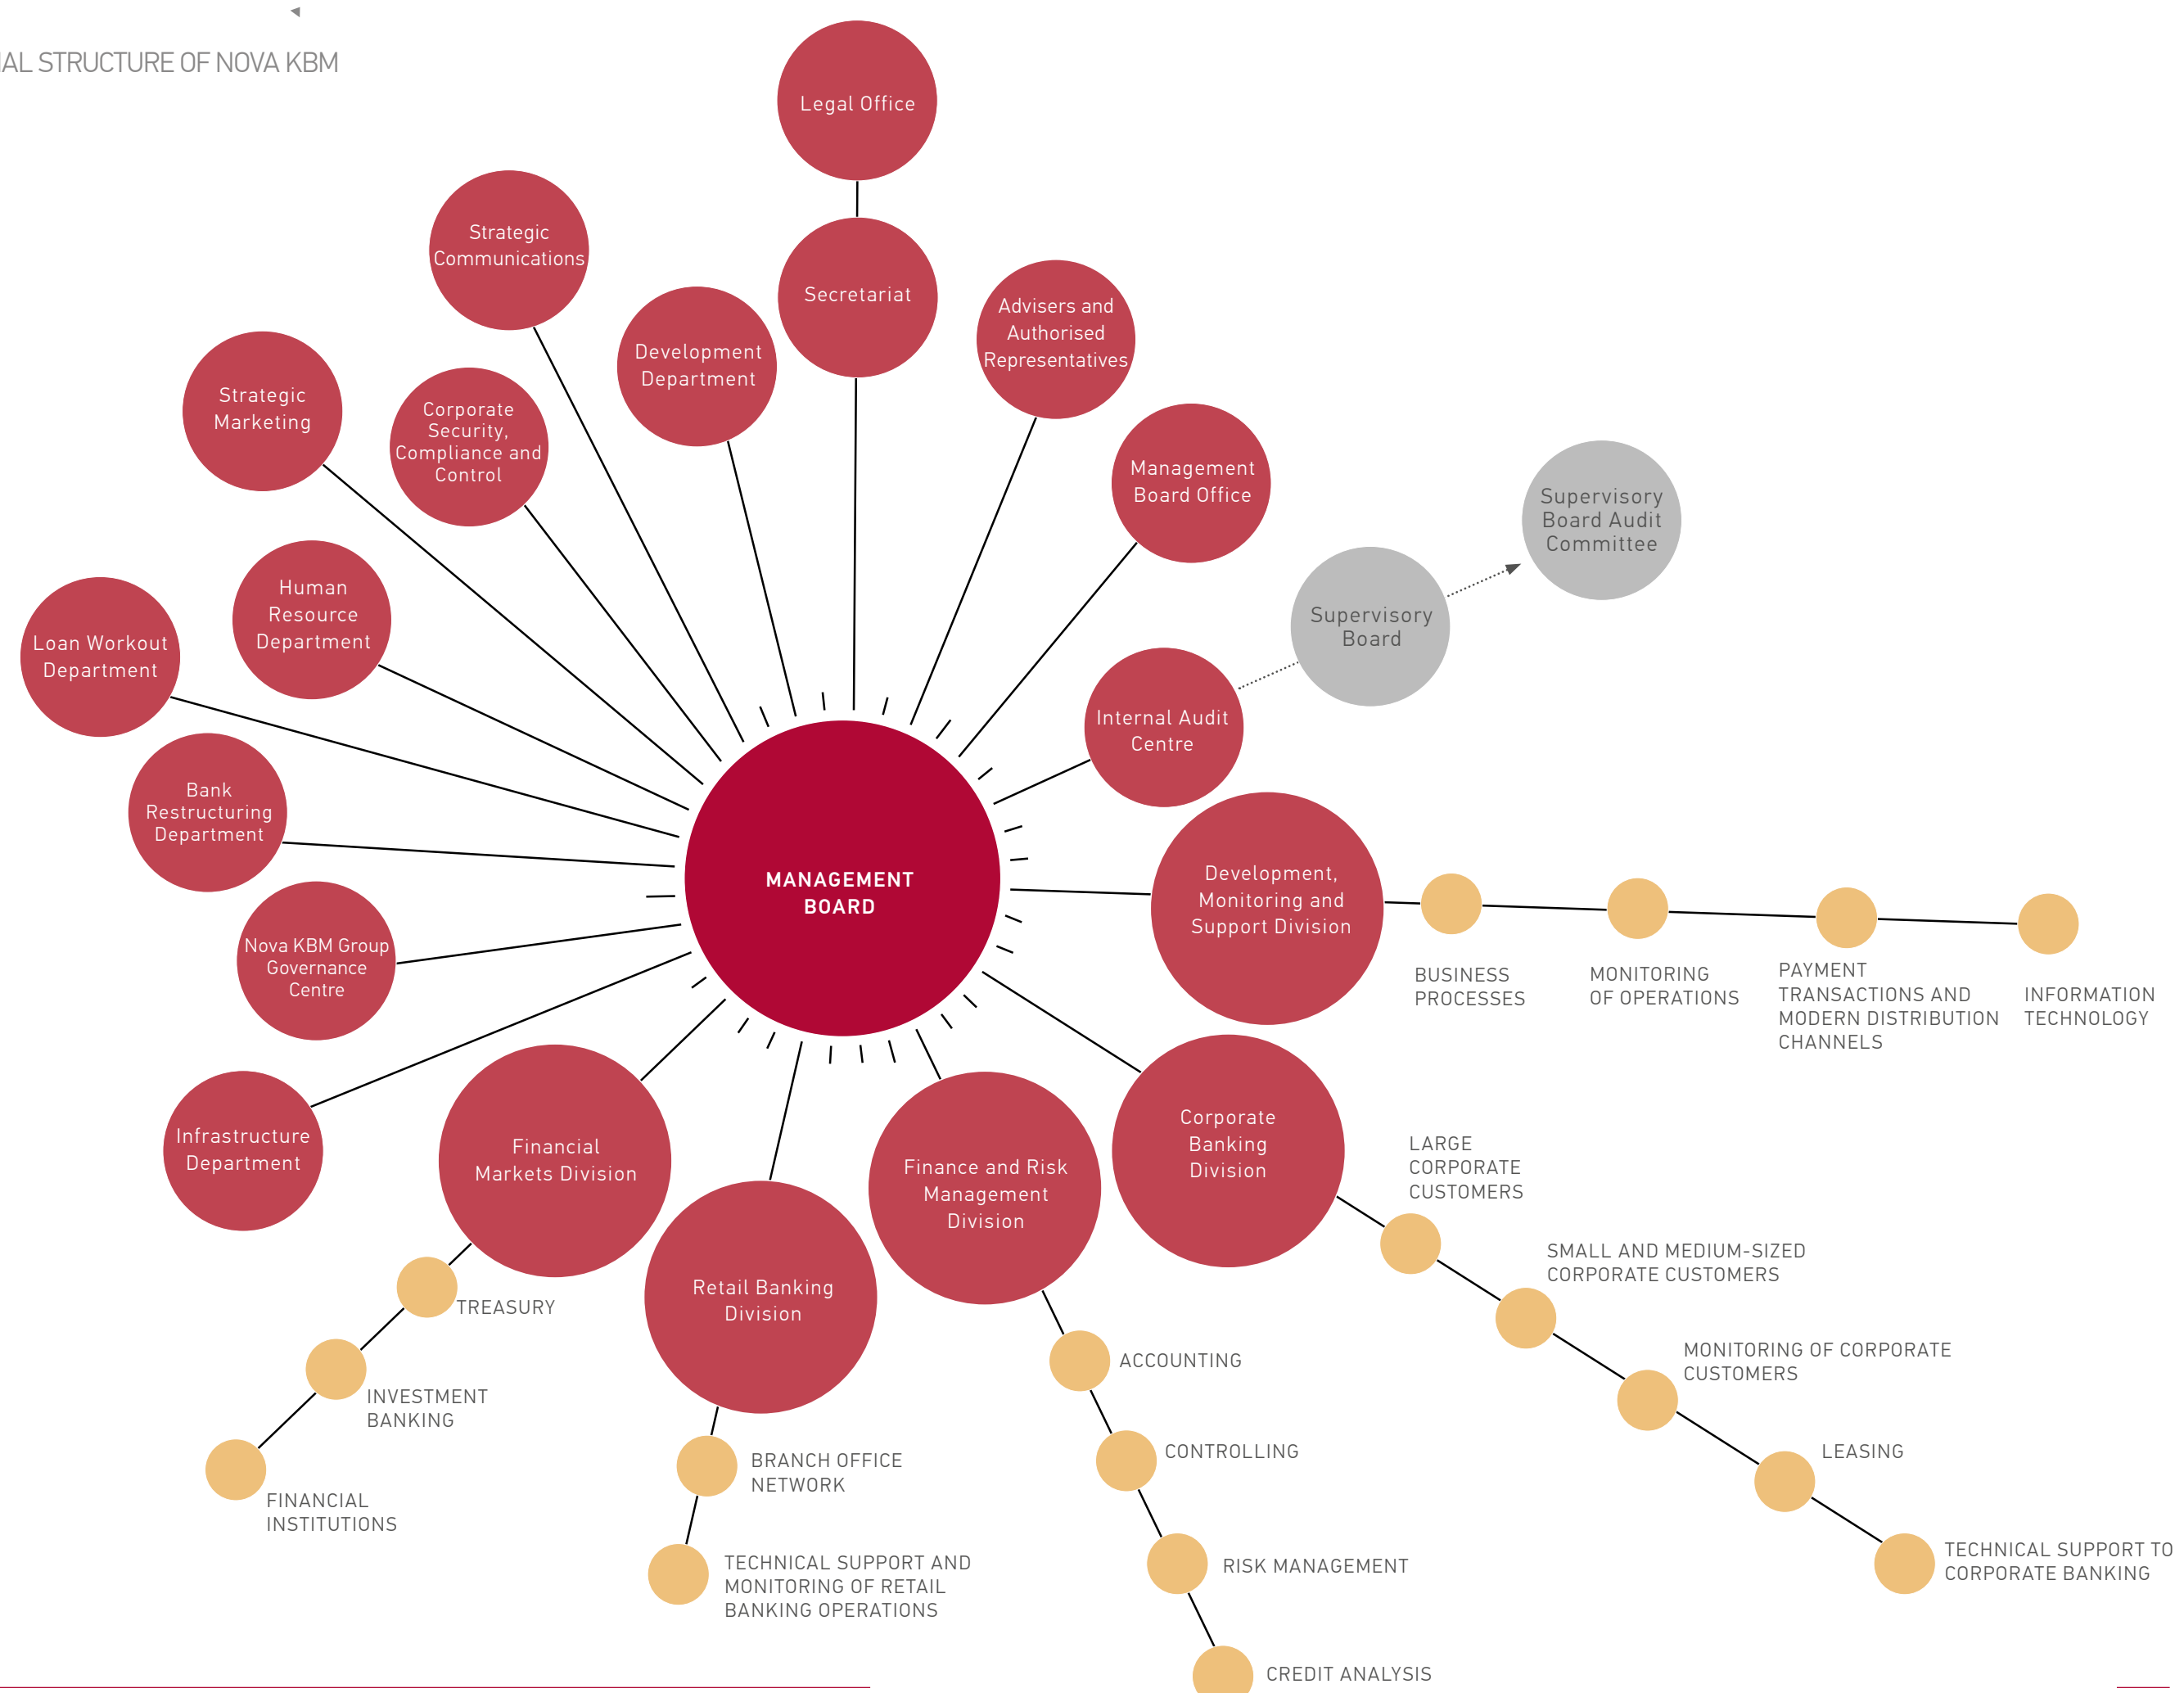 AL STRUCTURE OF NOVA KBM
Legal Office
Strategic
Communications
Secretariat
Advisers and
Authorised
Representatives
Development
Department
Strategic
Marketing
Corporate
Security,
Compliance and
Control
Management
Board Office
Supervisory
Board Audit
Committee
Human
Resource
Department
Supervisory
Board
Loan Workout
Department
Internal Audit
Centre
Bank
Restructuring
Department
MANAGEMENT
BOARD
Development,
Monitoring and
Support Division
Nova KBM Group
Governance
Centre
BUSINESS
PROCESSES
MONITORING
OF OPERATIONS
PAYMENT
TRANSACTIONS AND
MODERN DISTRIBUTION
CHANNELS
INFORMATION
TECHNOLOGY
Infrastructure
Department
Financial
Markets Division
Finance and Risk
Management
Division
Corporate
Banking
Division
LARGE
CORPORATE
CUSTOMERS
Retail Banking
Division
SMALL AND MEDIUM-SIZED
CORPORATE CUSTOMERS
TREASURY
ACCOUNTING
MONITORING OF CORPORATE
CUSTOMERS
INVESTMENT
BANKING
CONTROLLING
LEASING
BRANCH OFFICE
NETWORK
FINANCIAL
INSTITUTIONS
TECHNICAL SUPPORT AND
MONITORING OF RETAIL
BANKING OPERATIONS
RISK MANAGEMENT
TECHNICAL SUPPORT TO
CORPORATE BANKING
CREDIT ANALYSIS